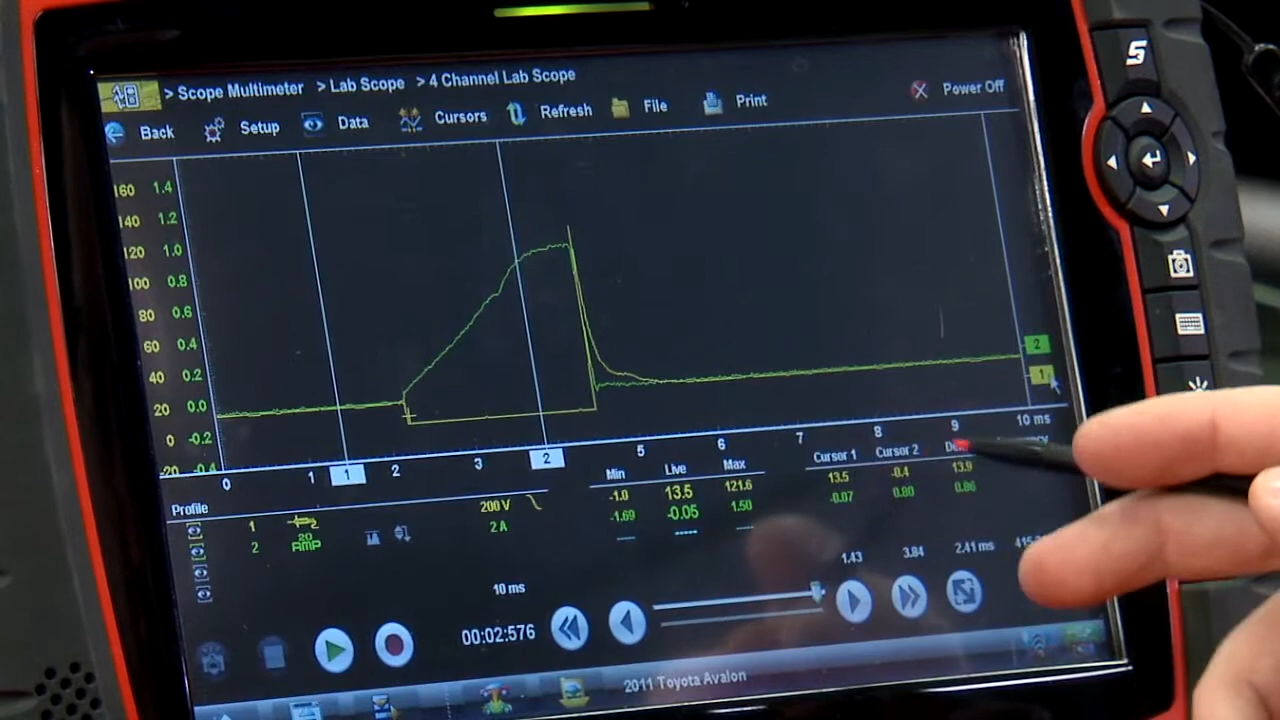 S
> Scope Multimeter > Lab Scope > 4 Channel Lab Scope
Back Setup Data Cursors Refresh File Print Power Off
160 1.4
140 1.2
120 1.0
100 0.8
80 0.6
60 0.4
40 0.2
20 0.0
0 -0.2
-20 -0.4
2
1
0 1 1 2 3 2 5 6 7 8 9 10 ms
Min Live Max Cursor 1 Cursor 2
-1.0 13.5 121.6 13.5 -0.4 13.9
-1.69 -0.05 1.50 -0.07 0.80 0.86
----- ----- -----
Profile
1 200 V
2 20 AMP 2 A
1.43 3.84 2.41 ms
10 ms
00:02:576
2011 Toyota Avalon